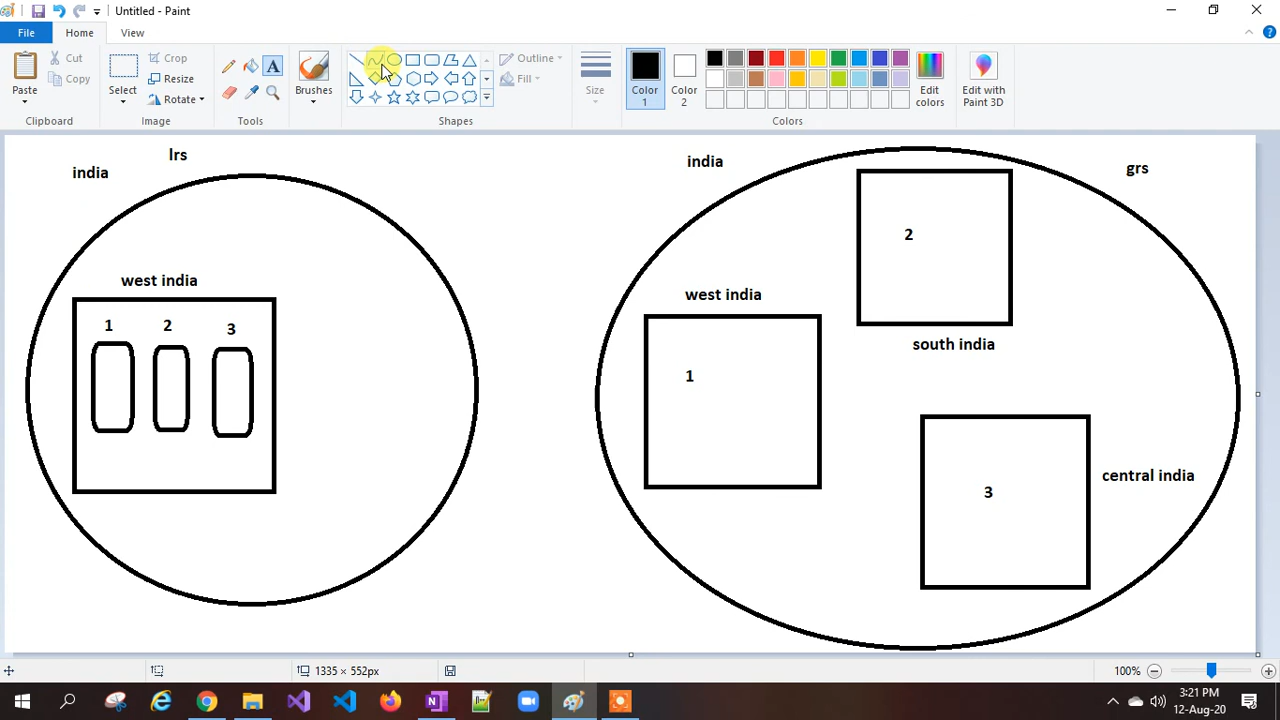 Untitled - Paint
File
Home
View
Paste
Cut
Copy
Clipboard
Select
Crop
Resize
Rotate
Image
A
Tools
Brushes
Outline
Fill
Shapes
Size
Color 1
Color 2
Edit colors
Edit with Paint 3D
Colors
lrs
india
west india
1 2 3
india
grs
2
west india
south india
1
central india
3
1335 × 552px
100%
3:21 PM
12-Aug-20